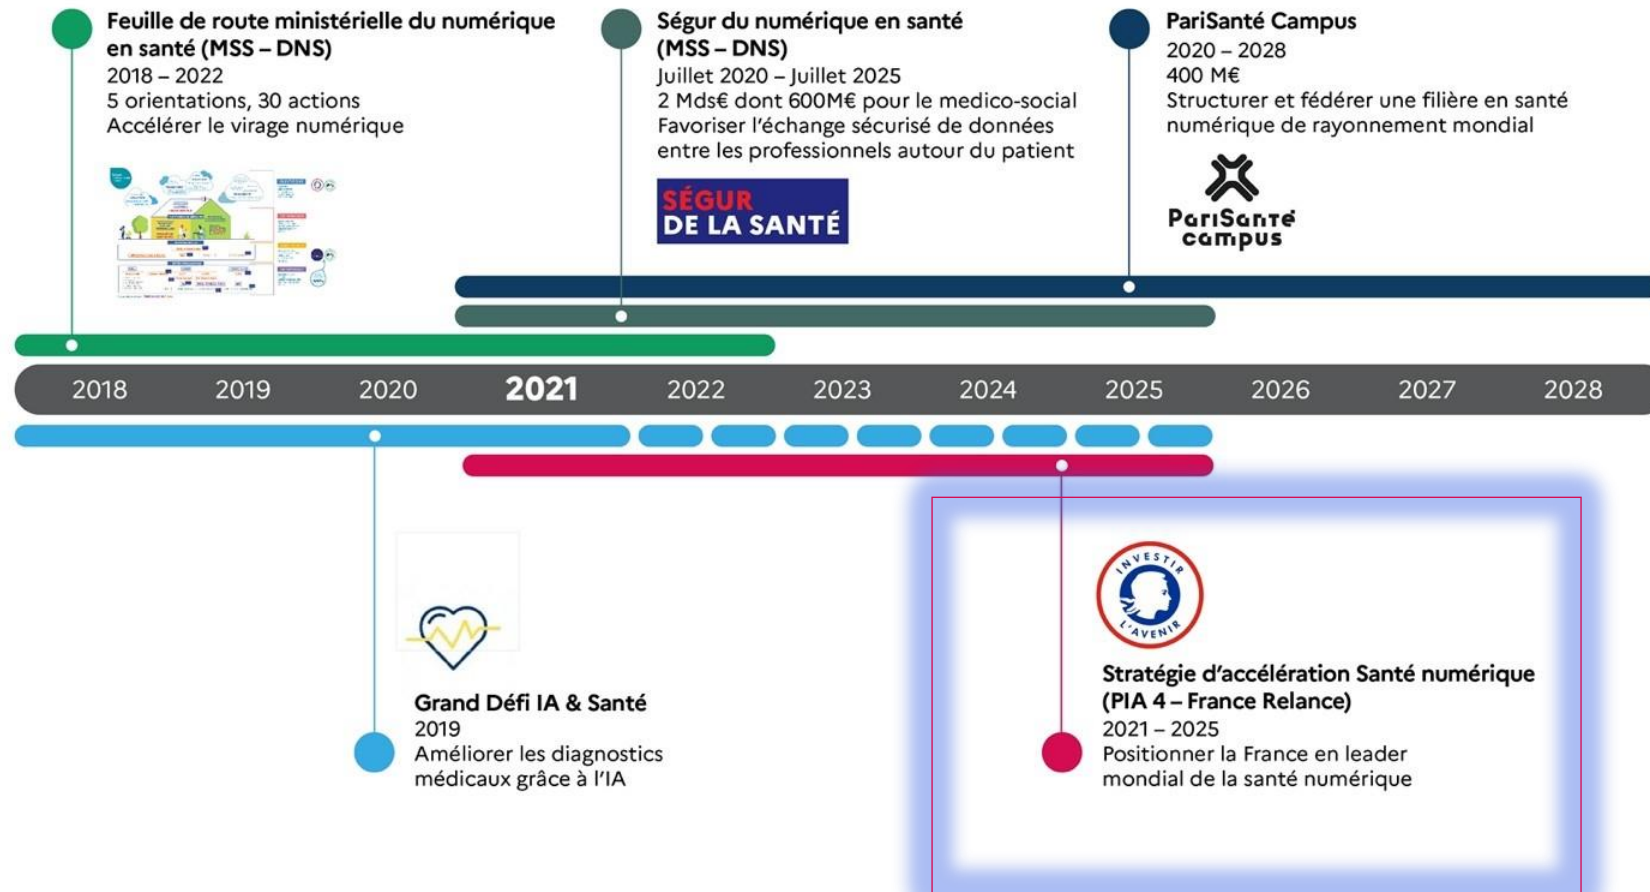 Feuille de route ministérielle du numérique
en santé (MSS – DNS)
2018 – 2022
5 orientations, 30 actions
Accélérer le virage numérique
Ségur du numérique en santé
(MSS – DNS)
Juillet 2020 – Juillet 2025
2 Mds€ dont 600M€ pour le medico-social
Favoriser l'échange sécurisé de données
entre les professionnels autour du patient
SÉGUR
DE LA SANTÉ
PariSanté Campus
2020 – 2028
400 M€
Structurer et fédérer une filière en santé
numérique de rayonnement mondial
PariSanté
campus
2018 2019 2020 2021 2022 2023 2024 2025 2026 2027 2028
Grand Défi IA & Santé
2019
Améliorer les diagnostics
médicaux grâce à l'IA
INVESTIR
L'AVENIR
Stratégie d'accélération Santé numérique
(PIA 4 – France Relance)
2021 – 2025
Positionner la France en leader
mondial de la santé numérique